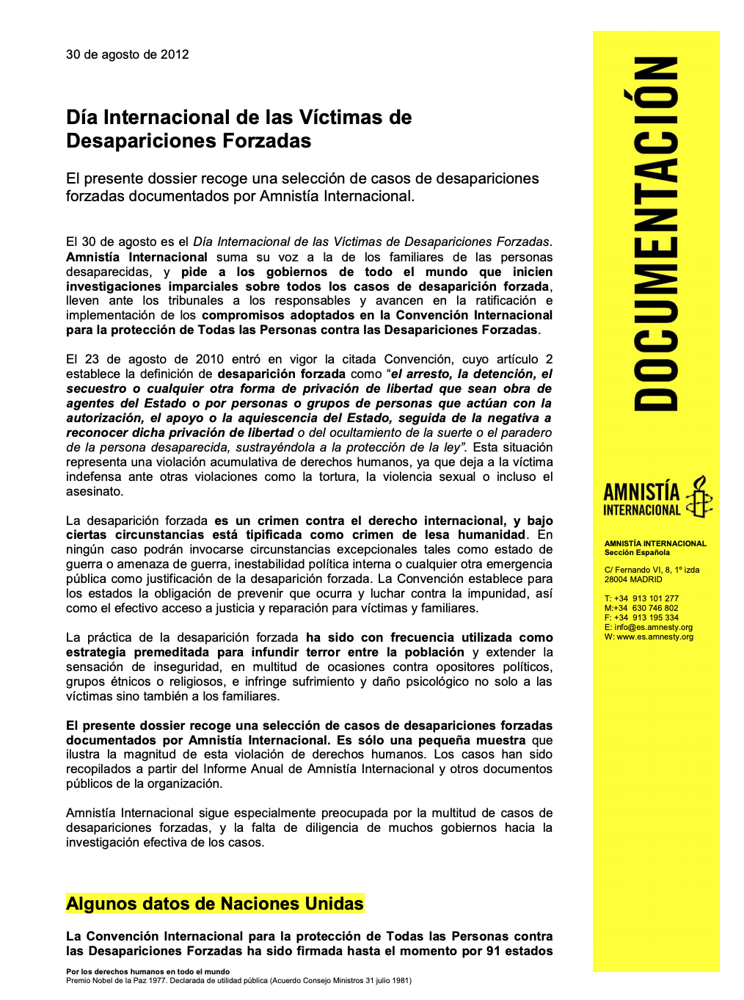 30 de agosto de 2012
Día Internacional de las Víctimas de
Desapariciones Forzadas
El presente dossier recoge una selección de casos de desapariciones
forzadas documentados por Amnistía Internacional.
El 30 de agosto es el Día Internacional de las Víctimas de Desapariciones Forzadas.
Amnistía Internacional suma su voz a la de los familiares de las personas
desaparecidas, y pide a los gobiernos de todo el mundo que inicien
investigaciones imparciales sobre todos los casos de desaparición forzada,
lleven ante los tribunales a los responsables y avancen en la ratificación e
implementación de los compromisos adoptados en la Convención Internacional
para la protección de Todas las Personas contra las Desapariciones Forzadas.
El 23 de agosto de 2010 entró en vigor la citada Convención, cuyo artículo 2
establece la definición de desaparición forzada como “el arresto, la detención, el
secuestro o cualquier otra forma de privación de libertad que sean obra de
agentes del Estado o por personas o grupos de personas que actúan con la
autorización, el apoyo o la aquiescencia del Estado, seguida de la negativa a
reconocer dicha privación de libertad o del ocultamiento de la suerte o el paradero
de la persona desaparecida, sustrayéndola a la protección de la ley”. Esta situación
representa una violación acumulativa de derechos humanos, ya que deja a la víctima
indefensa ante otras violaciones como la tortura, la violencia sexual o incluso el
asesinato.
La desaparición forzada es un crimen contra el derecho internacional, y bajo
ciertas circunstancias está tipificada como crimen de lesa humanidad. En
ningún caso podrán invocarse circunstancias excepcionales tales como estado de
guerra o amenaza de guerra, inestabilidad política interna o cualquier otra emergencia
pública como justificación de la desaparición forzada. La Convención establece para
los estados la obligación de prevenir que ocurra y luchar contra la impunidad, así
como el efectivo acceso a justicia y reparación para víctimas y familiares.
La práctica de la desaparición forzada ha sido con frecuencia utilizada como
estrategia premeditada para infundir terror entre la población y extender la
sensación de inseguridad, en multitud de ocasiones contra opositores políticos,
grupos étnicos o religiosos, e infringe sufrimiento y daño psicológico no solo a las
víctimas sino también a los familiares.
El presente dossier recoge una selección de casos de desapariciones forzadas
documentados por Amnistía Internacional. Es sólo una pequeña muestra que
ilustra la magnitud de esta violación de derechos humanos. Los casos han sido
recopilados a partir del Informe Anual de Amnistía Internacional y otros documentos
públicos de la organización.
Amnistía Internacional sigue especialmente preocupada por la multitud de casos de
desapariciones forzadas, y la falta de diligencia de muchos gobiernos hacia la
investigación efectiva de los casos.
Algunos datos de Naciones Unidas
La Convención Internacional para la protección de Todas las Personas contra
las Desapariciones Forzadas ha sido firmada hasta el momento por 91 estados
Por los derechos humanos en todo el mundo
Premio Nobel de la Paz 1977. Declarada de utilidad pública (Acuerdo Consejo Ministros 31 julio 1981)
DOCUMENTACIÓN
AMNISTÍA
INTERNACIONAL
AMNISTÍA INTERNACIONAL
Sección Española
C/ Fernando VI, 8, 1º izda
28004 MADRID
T: +34 913 101 277
M:+34 630 746 802
F: +34 913 195 334
E: info@es.amnesty.org
W: www.es.amnesty.org